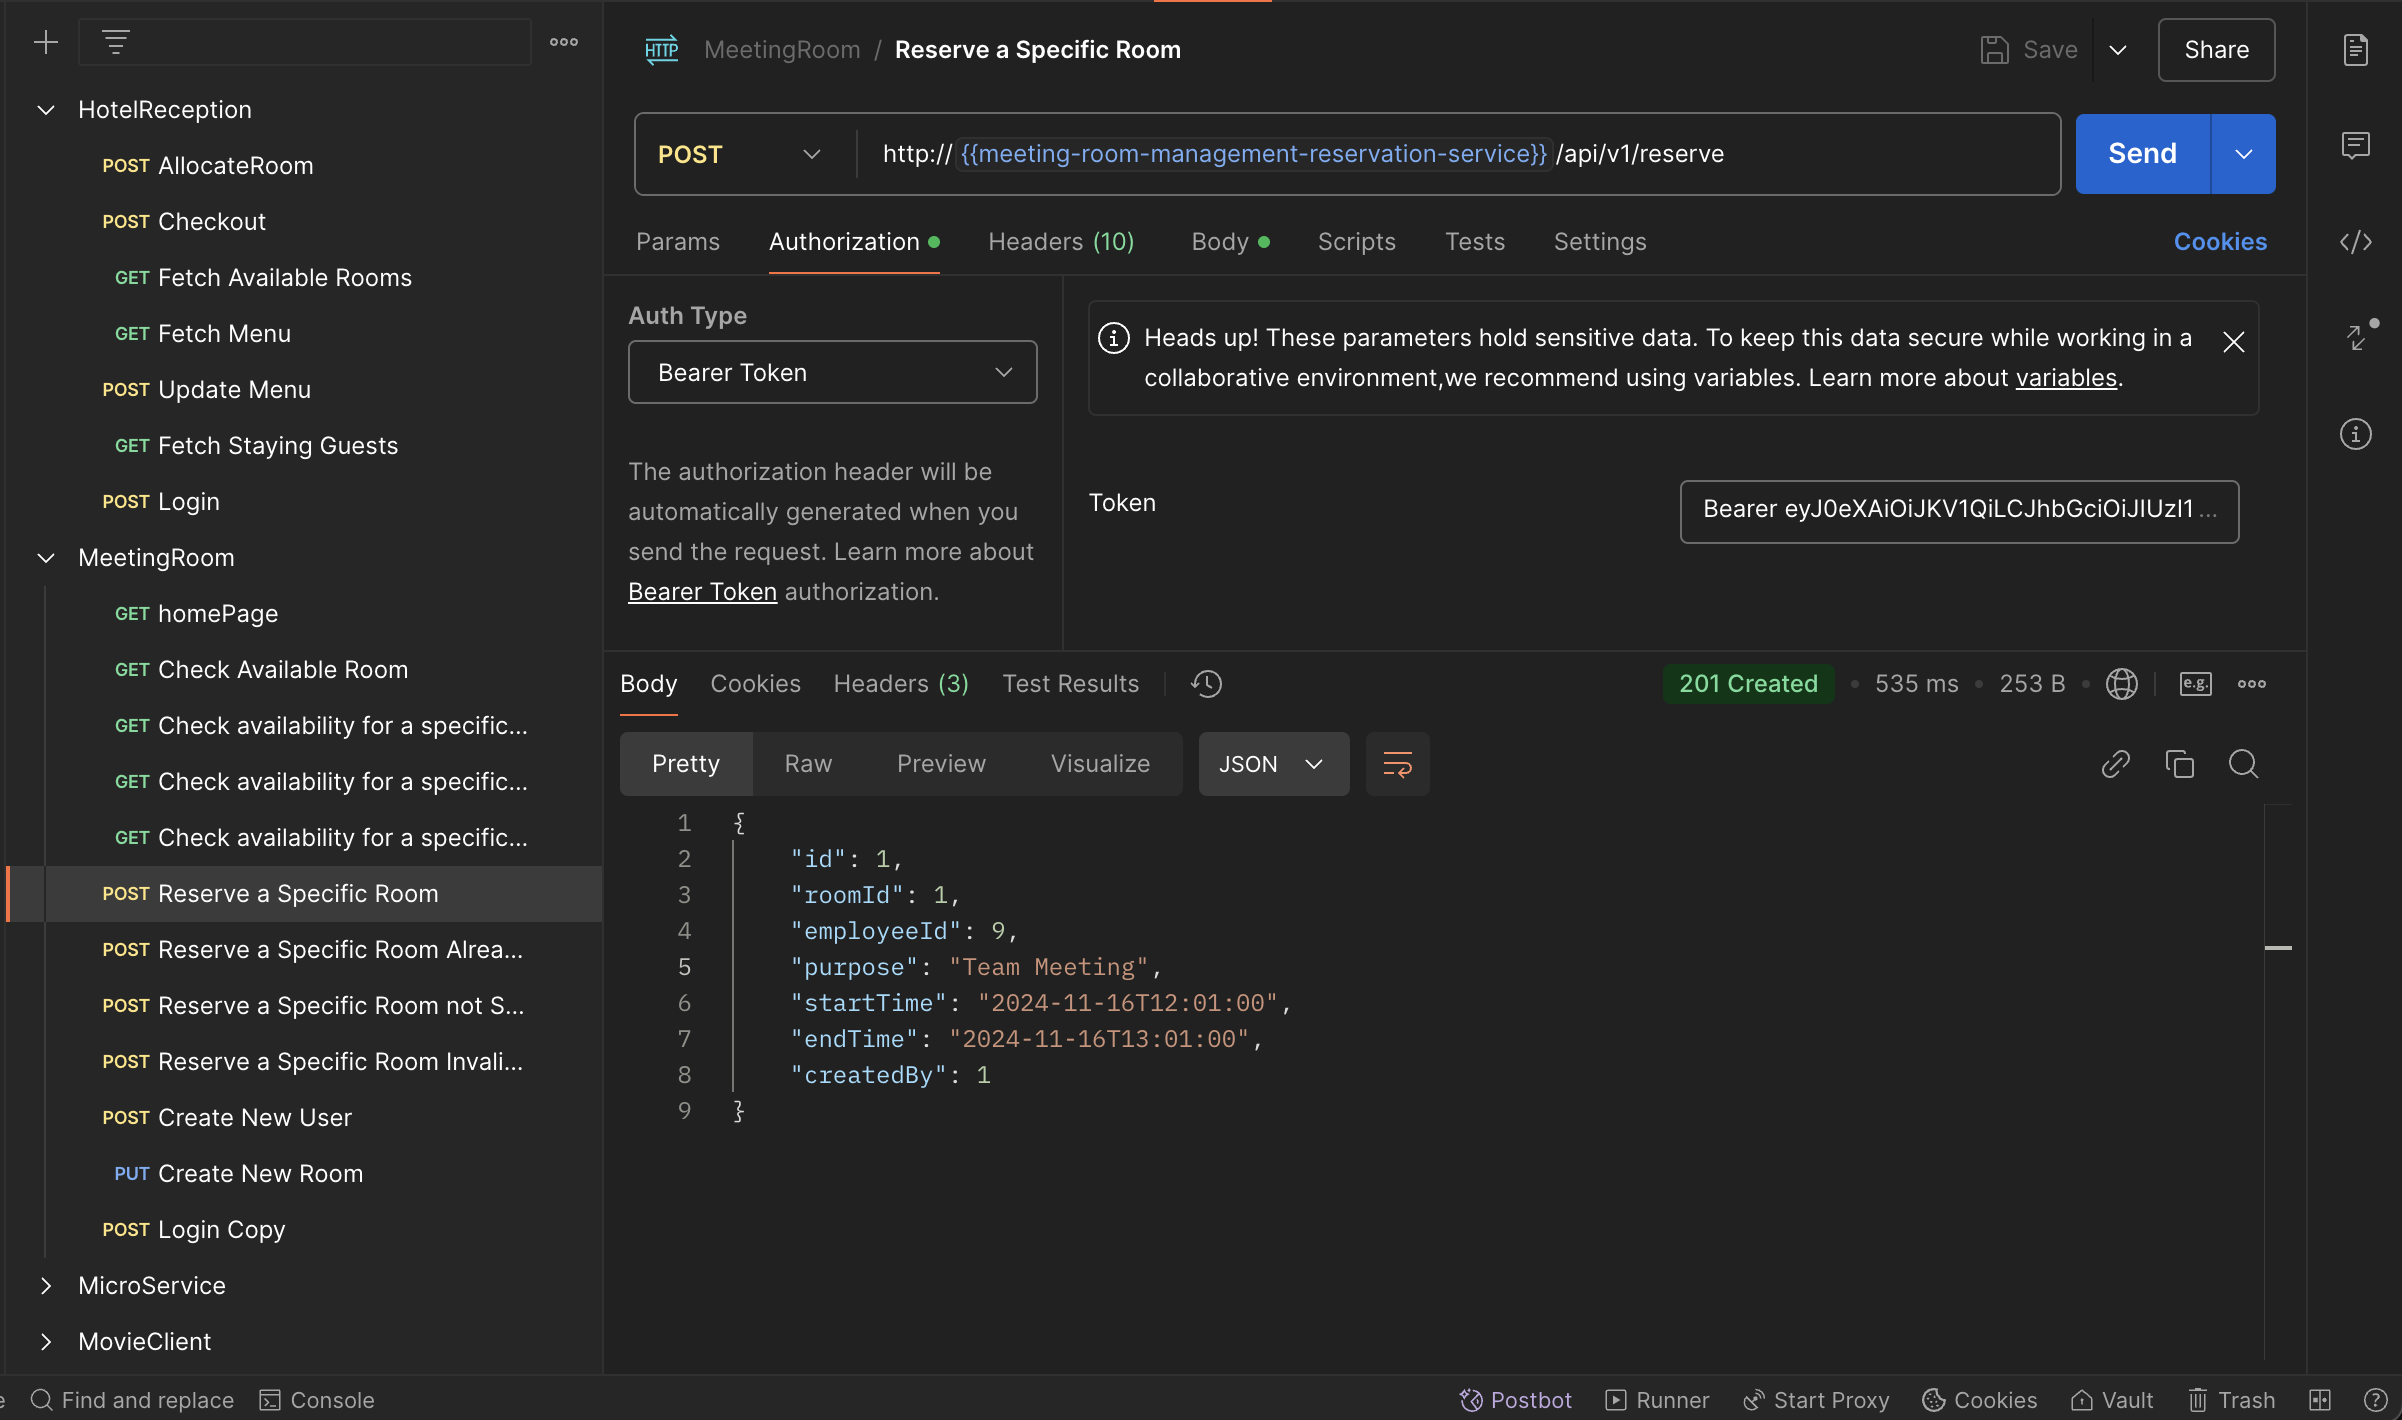 HotelReception
POST AllocateRoom
POST Checkout
GET Fetch Available Rooms
GET Fetch Menu
POST Update Menu
GET Fetch Staying Guests
POST Login
MeetingRoom
GET homePage
GET Check Available Room
GET Check availability for a specific...
GET Check availability for a specific...
GET Check availability for a specific...
POST Reserve a Specific Room
POST Reserve a Specific Room Alrea...
POST Reserve a Specific Room not S...
POST Reserve a Specific Room Invali...
POST Create New User
PUT Create New Room
POST Login Copy
MicroService
MovieClient
HTTP MeetingRoom / Reserve a Specific Room
Save
Share
POST http://{{meeting-room-management-reservation-service}}/api/v1/reserve
Send
Params Authorization Headers (10) Body Scripts Tests Settings Cookies
Auth Type
Bearer Token
The authorization header will be
automatically generated when you
send the request. Learn more about
Bearer Token authorization.
Heads up! These parameters hold sensitive data. To keep this data secure while working in a
collaborative environment,we recommend using variables. Learn more about variables.
Token
Bearer eyJ0eXAiOiJKV1QiLCJhbGciOiJIUzI1...
Body Cookies Headers (3) Test Results
201 Created 535 ms 253 B e.g.
Pretty Raw Preview Visualize JSON
1 {
2 "id": 1,
3 "roomId": 1,
4 "employeeId": 9,
5 "purpose": "Team Meeting",
6 "startTime": "2024-11-16T12:01:00",
7 "endTime": "2024-11-16T13:01:00",
8 "createdBy": 1
9 }
Find and replace Console Postbot Runner Start Proxy Cookies Vault Trash